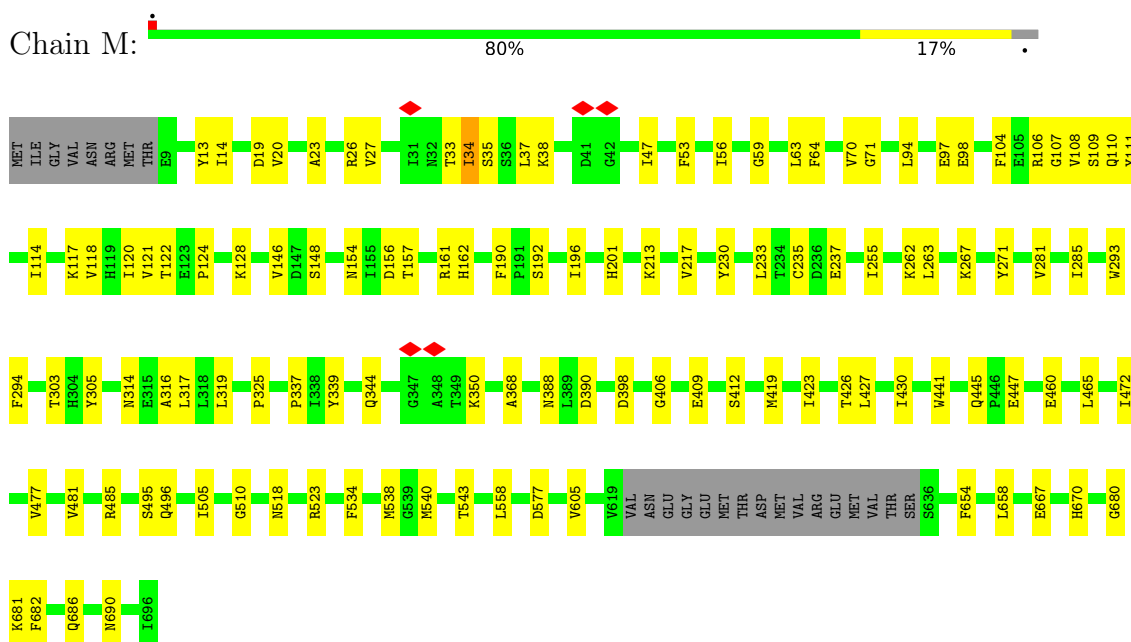 Chain M:
80% 17%
MET ILE GLY VAL ASN ARG MET THR E9 Y13 I14 D19 V20 A23 R26 V27 I31 N32 T33 I34 S35 S36 L37 K38 D41 G42 I47 F53 I56 G59 L63 F64 V70 G71 L94 E97 E98 F104 E105 R106 G107 V108 S109 Q110 Y111
I114 K117 V118 H119 T120 V121 T122 E123 P124 K128 V146 D147 S148 N154 I155 D156 T157 R161 H162 F190 P191 S192 I196 H201 K213 V217 Y230 L233 T234 C235 D236 E237 I255 K262 L263 K267 Y271 V281 I285 W293
F294 T303 H304 Y305 N314 E315 A316 L317 L318 L319 P325 P337 I338 Y339 Q344 G347 A348 T349 K350 A368 N388 L389 D390 D398 G406 E409 S412 M419 I423 T426 L427 I430 W441 Q445 P446 E447 E460 L465 I472
V477 V481 R485 S495 Q496 I505 G510 N518 R523 F534 M538 G539 M540 T543 L558 D577 V605 V619 VAL ASN GLU GLY GLU MET THR ASP MET VAL ARG GLU MET VAL THR SER S636 F654 L658 E667 H670 G680
K681 F682 Q686 N690 I696